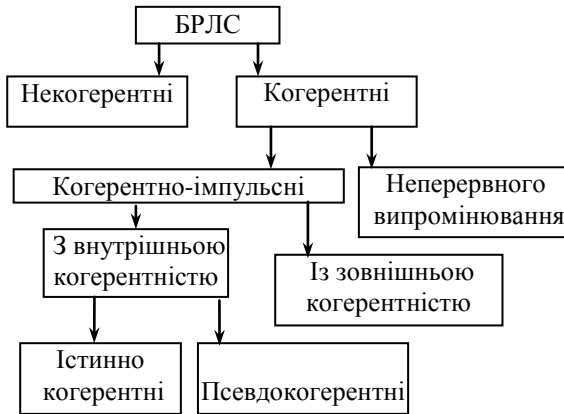 БРЛС
Некогерентні
Когерентні
Когерентно-імпульсні
Неперервного
випромінювання
З внутрішньою
когерентністю
Із зовнішньою
когерентністю
Істинно
когерентні
Псевдокогерентні